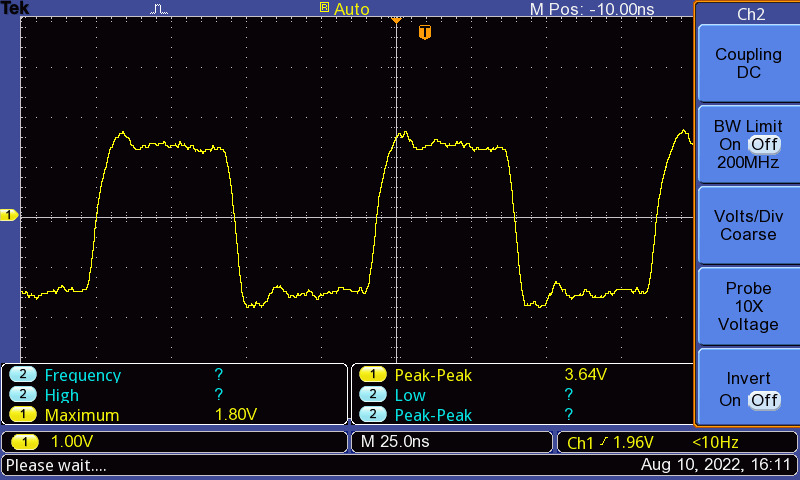 Tek
R Auto
M Pos: -10.00ns
Ch2
T
Coupling
DC
BW Limit
On Off
200MHz
1
Volts/Div
Coarse
Probe
10X
Voltage
Invert
On Off
2 Frequency ?
2 High ?
1 Maximum 1.80V
1 Peak-Peak 3.64V
2 Low ?
2 Peak-Peak ?
1 1.00V
M 25.0ns
Ch1 1.96V <10Hz
Please wait....
Aug 10, 2022, 16:11